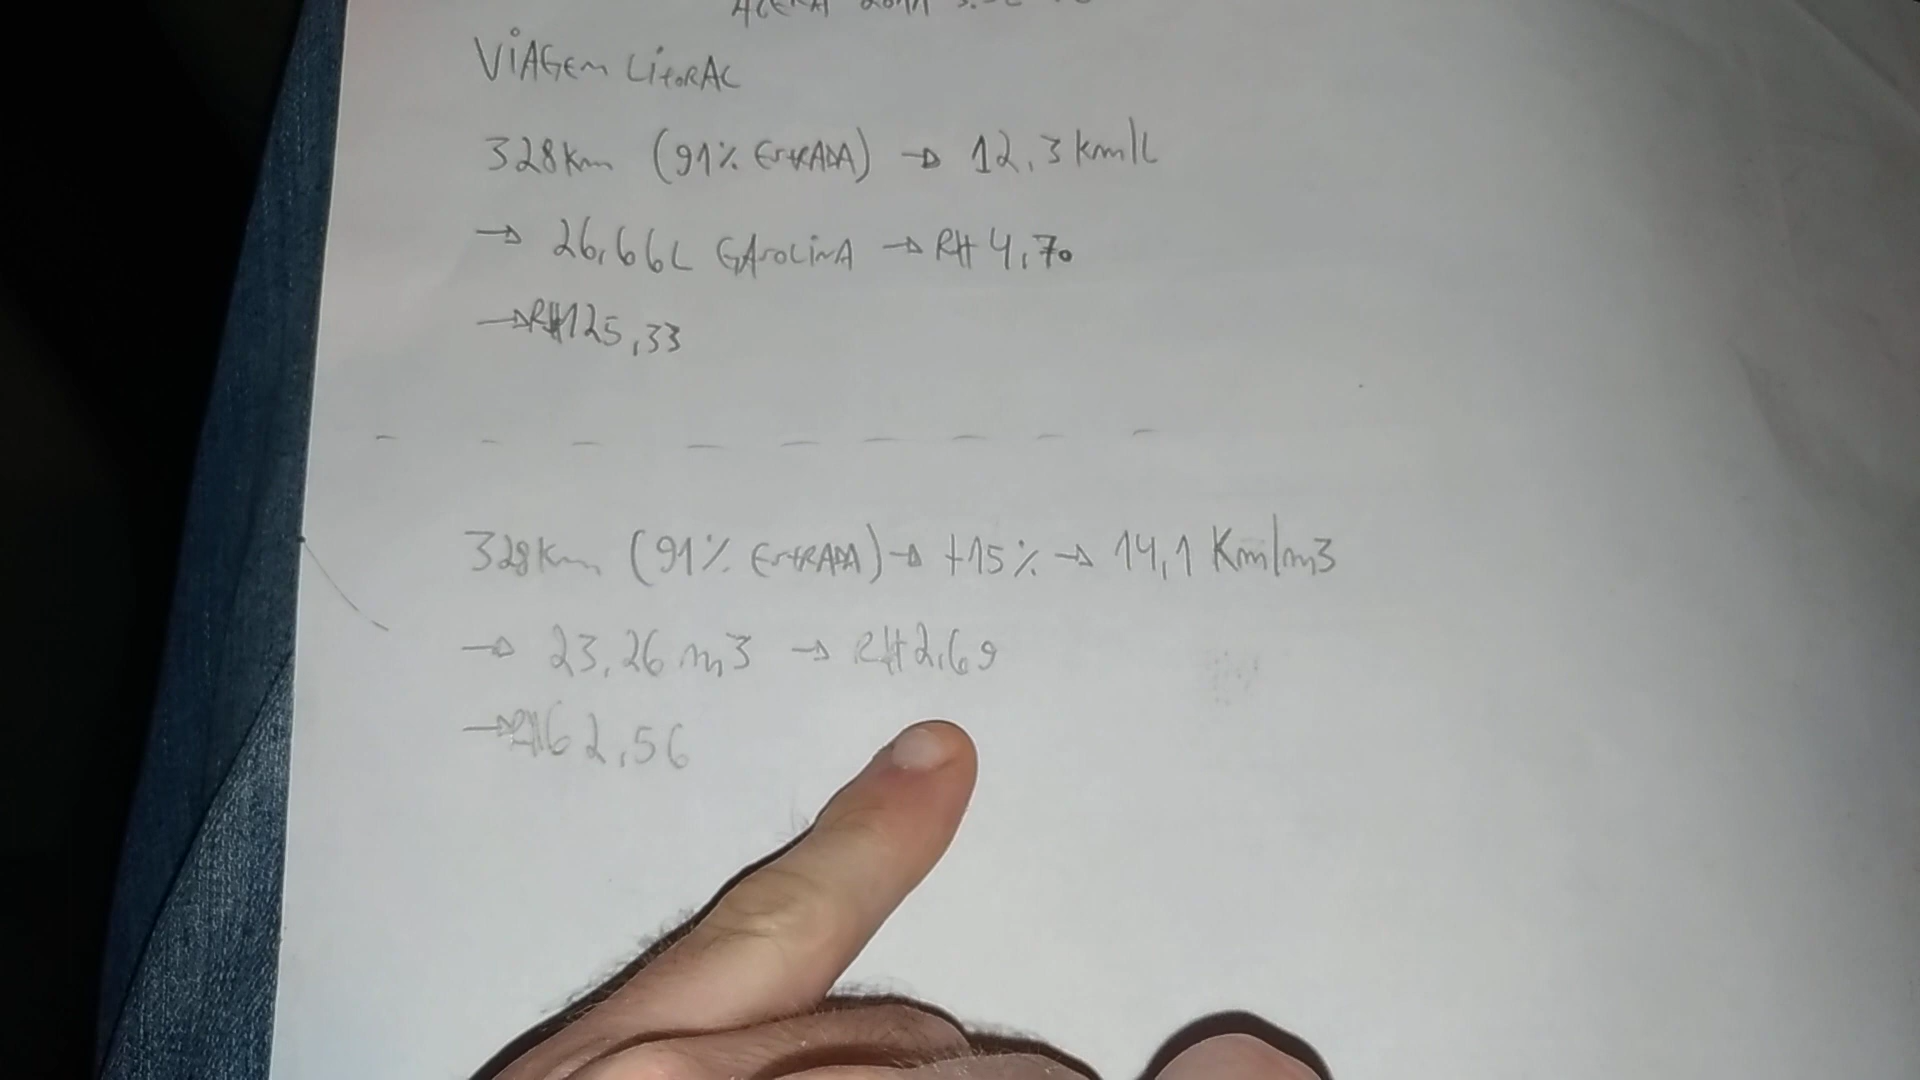 VIAGEM LITORAL
328Km (91% ESTRADA) → 12,3 km/L
→ 26,66L GASOLINA → R$ 4,70
→ R$125,33
328Km (91% ESTRADA) → +15% → 14,1 Km/m3
→ 23,26 m3 → R$2,69
→ R$62,56